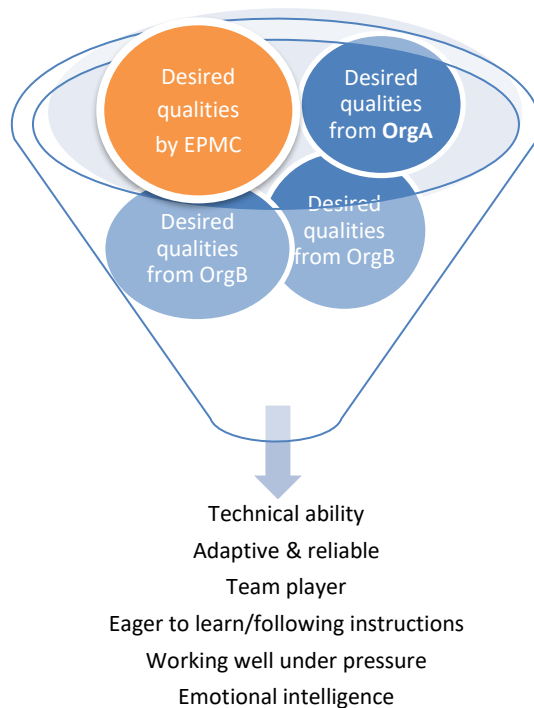 Desired
qualities
by EPMC
Desired
qualities
from OrgA
Desired
qualities
from OrgB
Desired
qualities
from OrgB
Technical ability
Adaptive & reliable
Team player
Eager to learn/following instructions
Working well under pressure
Emotional intelligence